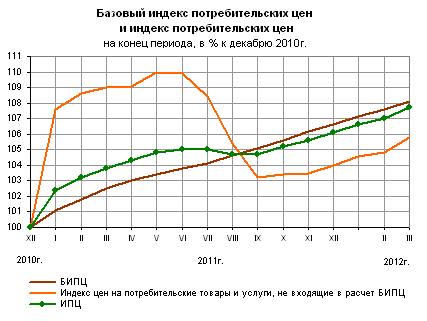 Базовый индекс потребительских цен
и индекс потребительских цен
на конец периода, в % к декабрю 2010г.
111
110
109
108
107
106
105
104
103
102
101
100
XII I II III IV V VI VII VIII IX X XI XII I II III
2010г. 2011г. 2012г.
БИПЦ
Индекс цен на потребительские товары и услуги, не входящие в расчет БИПЦ
ИПЦ